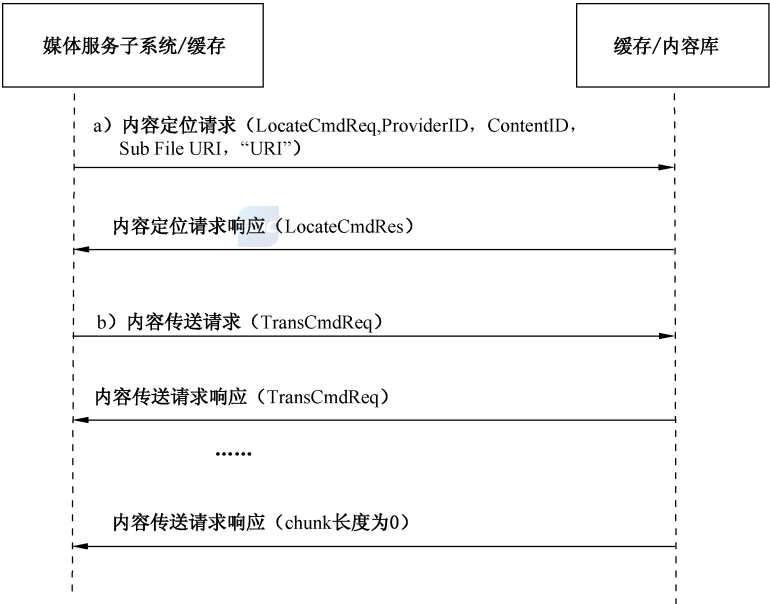 媒体服务子系统/缓存
缓存/内容库
a）内容定位请求（LocateCmdReq,ProviderID，ContentID，
Sub File URI，“URI”）
内容定位请求响应（LocateCmdRes）
b）内容传送请求（TransCmdReq）
内容传送请求响应（TransCmdReq）
……
内容传送请求响应（chunk长度为0）